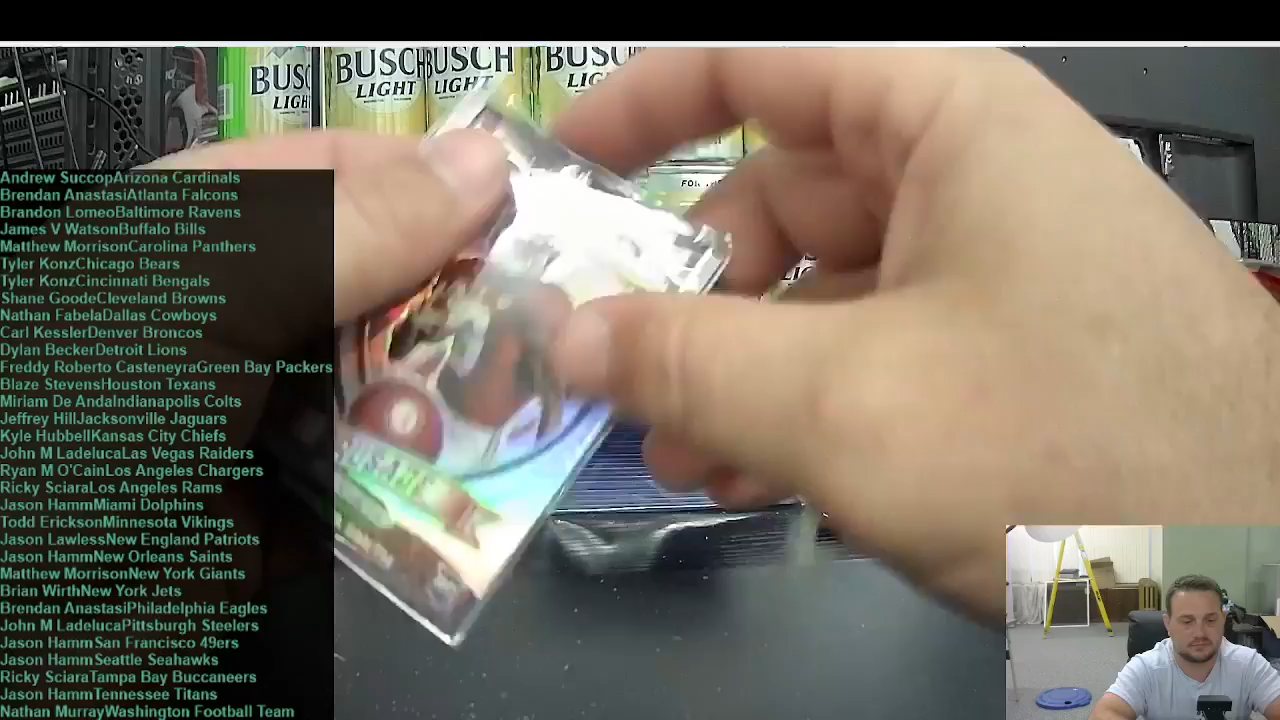 BUSCH BUSCH BUSCH BUSCH
LIGHT LIGHT LIGHT LIGHT
Andrew SuccopArizona Cardinals
Brendan AnastasiAtlanta Falcons
Brandon LomeoBaltimore Ravens
James V WatsonBuffalo Bills
Matthew MorrisonCarolina Panthers
Tyler KonzChicago Bears
Tyler KonzCincinnati Bengals
Shane GoodeCleveland Browns
Nathan FabelaDallas Cowboys
Carl KesslerDenver Broncos
Dylan BeckerDetroit Lions
Freddy Roberto CasteneyraGreen Bay Packers
Blaze StevensHouston Texans
Miriam De AndaIndianapolis Colts
Jeffrey HillJacksonville Jaguars
Kyle HubbellKansas City Chiefs
John M LadelucaLas Vegas Raiders
Ryan M O'CainLos Angeles Chargers
Ricky SciaraLos Angeles Rams
Jason HammMiami Dolphins
Todd EricksonMinnesota Vikings
Jason LawlessNew England Patriots
Jason HammNew Orleans Saints
Matthew MorrisonNew York Giants
Brian WirthNew York Jets
Brendan AnastasiPhiladelphia Eagles
John M LadelucaPittsburgh Steelers
Jason HammSan Francisco 49ers
Jason HammSeattle Seahawks
Ricky SciaraTampa Bay Buccaneers
Jason HammTennessee Titans
Nathan MurrayWashington Football Team